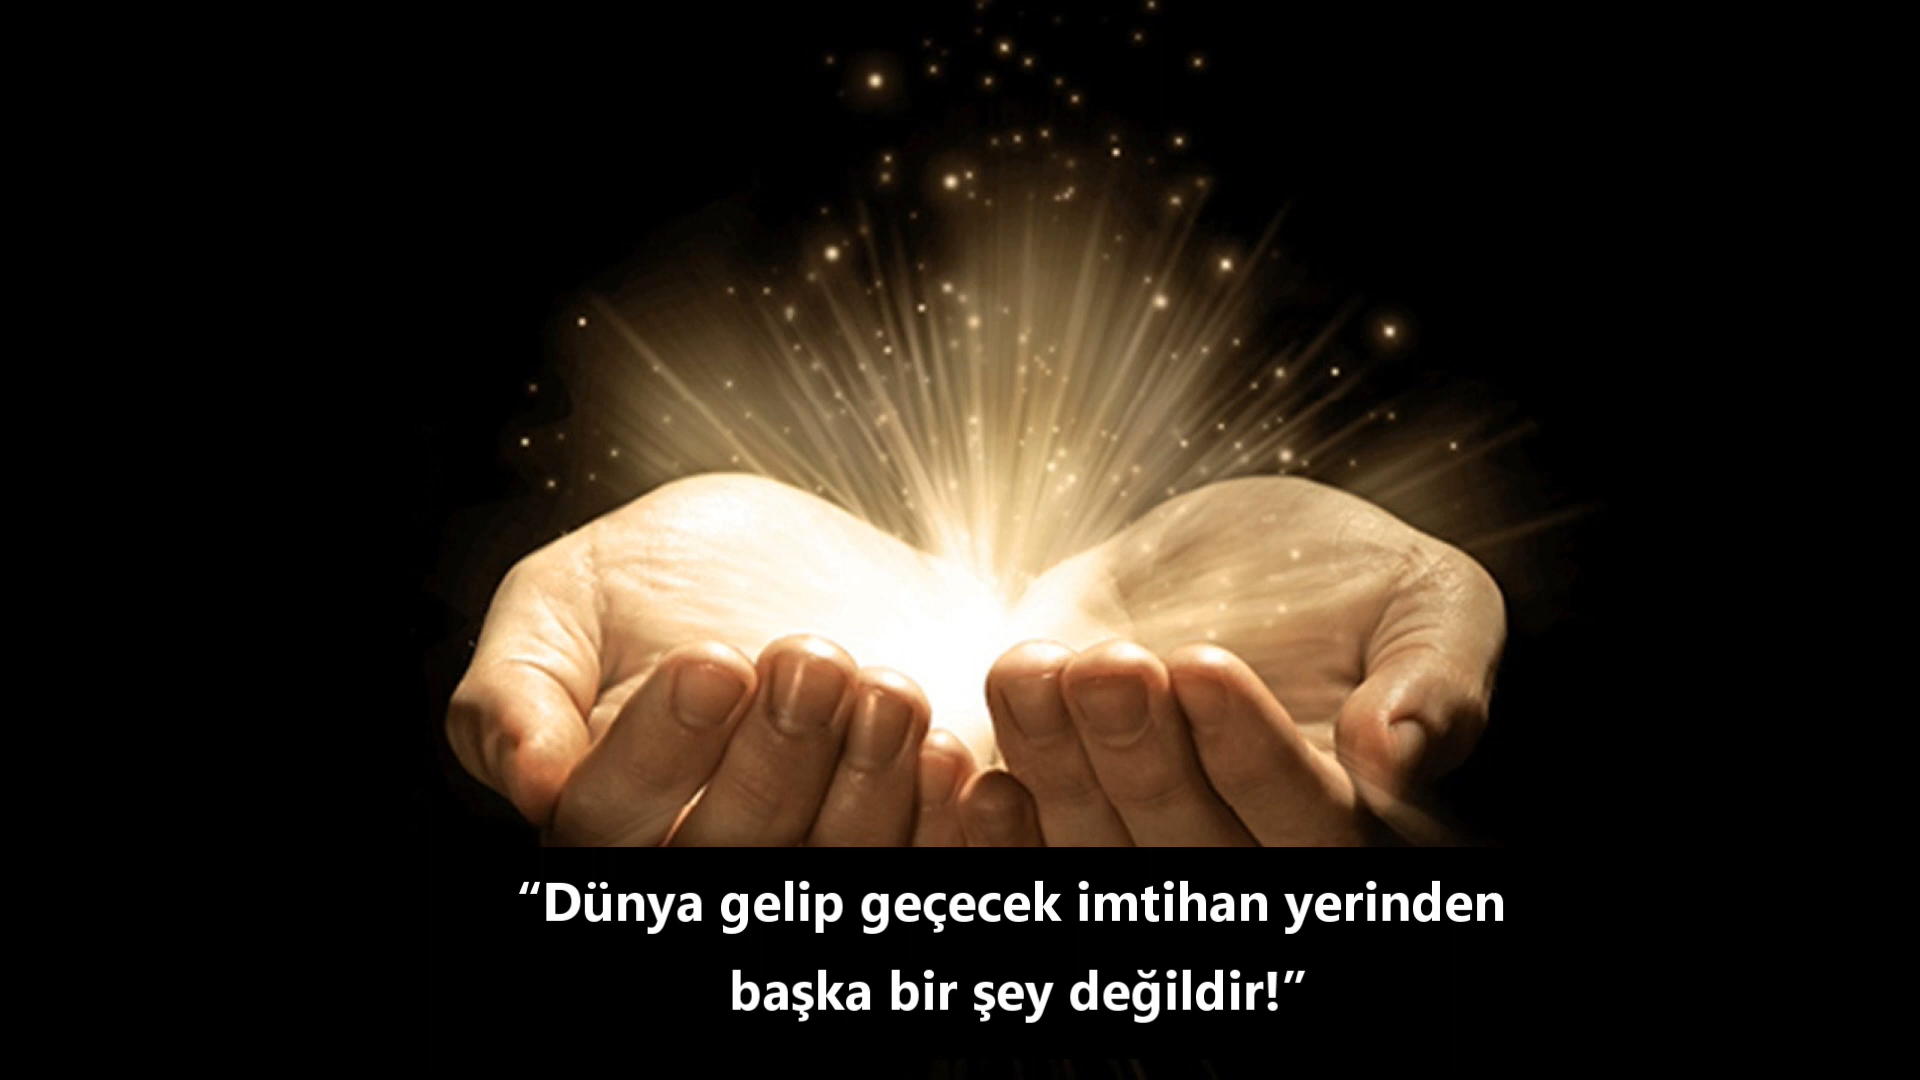 “Dünya gelip geçecek imtihan yerinden
başka bir şey değildir!”